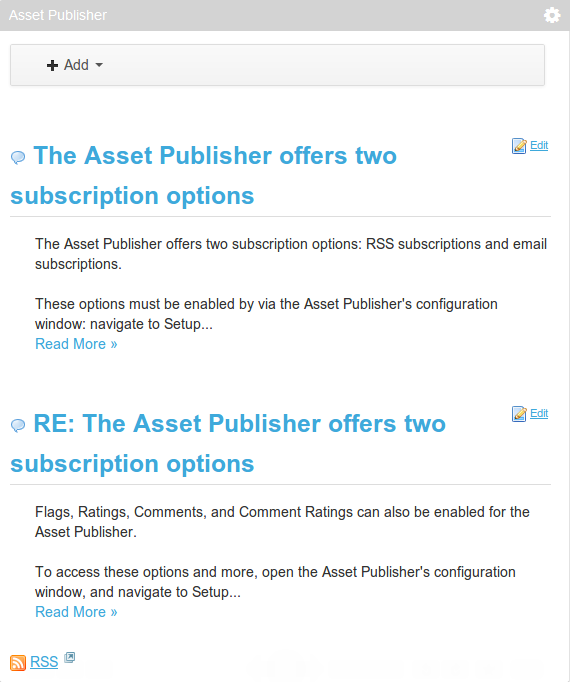 Asset Publisher
Add
The Asset Publisher offers two
Edit
subscription options
The Asset Publisher offers two subscription options: RSS subscriptions and email
subscriptions.
These options must be enabled by via the Asset Publisher's configuration
window: navigate to Setup...
Read More »
RE: The Asset Publisher offers two
Edit
subscription options
Flags, Ratings, Comments, and Comment Ratings can also be enabled for the
Asset Publisher.
To access these options and more, open the Asset Publisher's configuration
window, and navigate to Setup...
Read More »
RSS